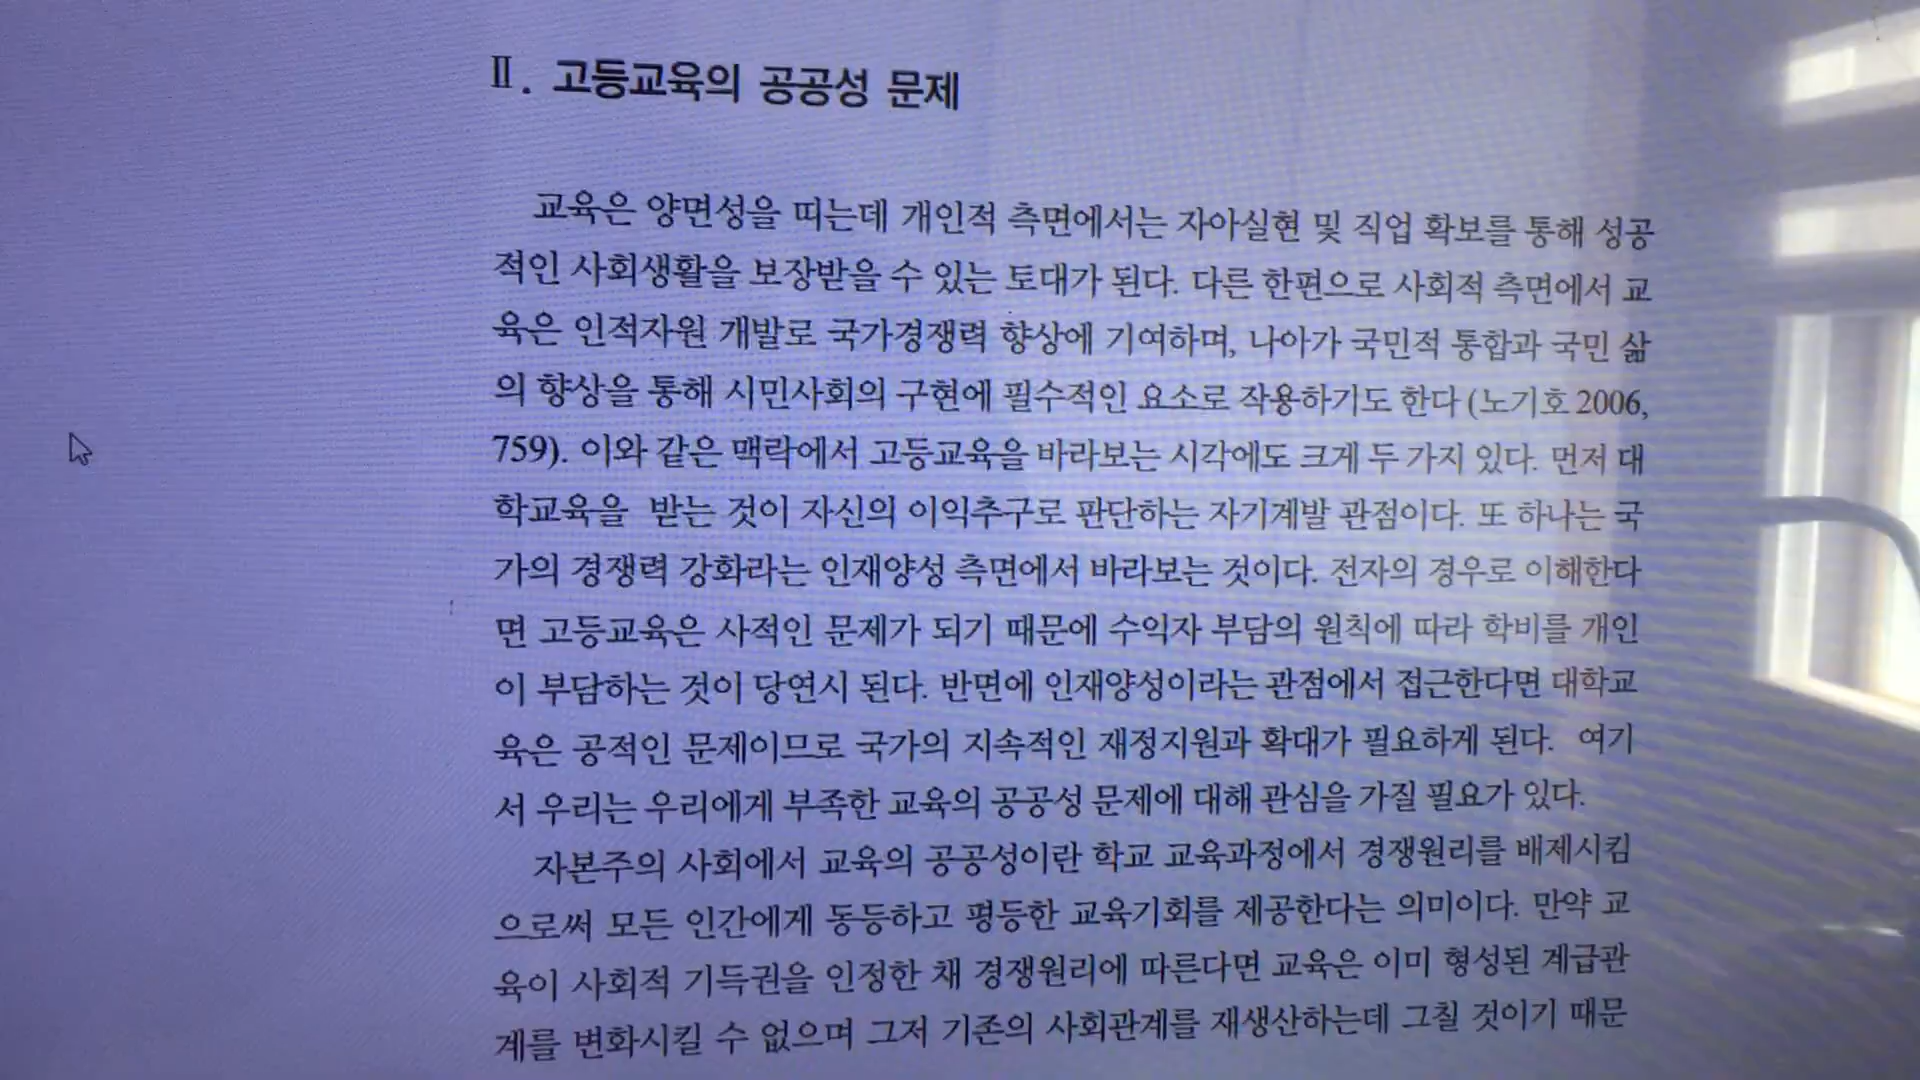 Ⅱ. 고등교육의 공공성 문제
교육은 양면성을 띠는데 개인적 측면에서는 자아실현 및 직업 확보를 통해 성공
적인 사회생활을 보장받을 수 있는 토대가 된다. 다른 한편으로 사회적 측면에서 교
육은 인적자원 개발로 국가경쟁력 향상에 기여하며, 나아가 국민적 통합과 국민 삶
의 향상을 통해 시민사회의 구현에 필수적인 요소로 작용하기도 한다 (노기호 2006,
759). 이와 같은 맥락에서 고등교육을 바라보는 시각에도 크게 두 가지 있다. 먼저 대
학교육을 받는 것이 자신의 이익추구로 판단하는 자기계발 관점이다. 또 하나는 국
가의 경쟁력 강화라는 인재양성 측면에서 바라보는 것이다. 전자의 경우로 이해한다
면 고등교육은 사적인 문제가 되기 때문에 수익자 부담의 원칙에 따라 학비를 개인
이 부담하는 것이 당연시 된다. 반면에 인재양성이라는 관점에서 접근한다면 대학교
육은 공적인 문제이므로 국가의 지속적인 재정지원과 확대가 필요하게 된다. 여기
서 우리는 우리에게 부족한 교육의 공공성 문제에 대해 관심을 가질 필요가 있다.
자본주의 사회에서 교육의 공공성이란 학교 교육과정에서 경쟁원리를 배제시킴
으로써 모든 인간에게 동등하고 평등한 교육기회를 제공한다는 의미이다. 만약 교
육이 사회적 기득권을 인정한 채 경쟁원리에 따른다면 교육은 이미 형성된 계급관
계를 변화시킬 수 없으며 그저 기존의 사회관계를 재생산하는데 그칠 것이기 때문